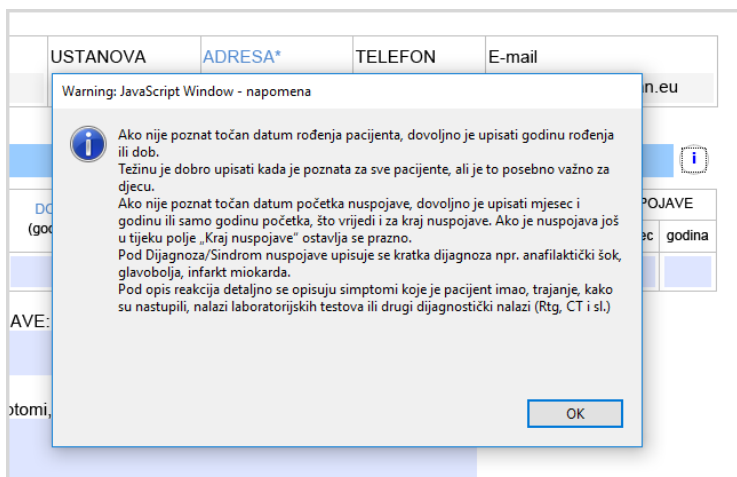 USTANOVA ADRESA* TELEFON E-mail
n.eu
Warning: JavaScript Window - napomena
Ako nije poznat točan datum rođenja pacijenta, dovoljno je upisati godinu rođenja
ili dob.
Težinu je dobro upisati kada je poznata za sve pacijente, ali je to posebno važno za
djecu.
Ako nije poznat točan datum početka nuspojave, dovoljno je upisati mjesec i
godinu ili samo godinu početka, što vrijedi i za kraj nuspojave. Ako je nuspojava još
u tijeku polje „Kraj nuspojave“ ostavlja se prazno.
Pod Dijagnoza/Sindrom nuspojave upisuje se kratka dijagnoza npr. anafilaktički šok,
glavobolja, infarkt miokarda.
Pod opis reakcija detaljno se opisuju simptomi koje je pacijent imao, trajanje, kako
su nastupili, nalazi laboratorijskih testova ili drugi dijagnostički nalazi (Rtg, CT i sl.)
OK
i
DO
(go
POJAVE
ec godina
AVE:
otomi,